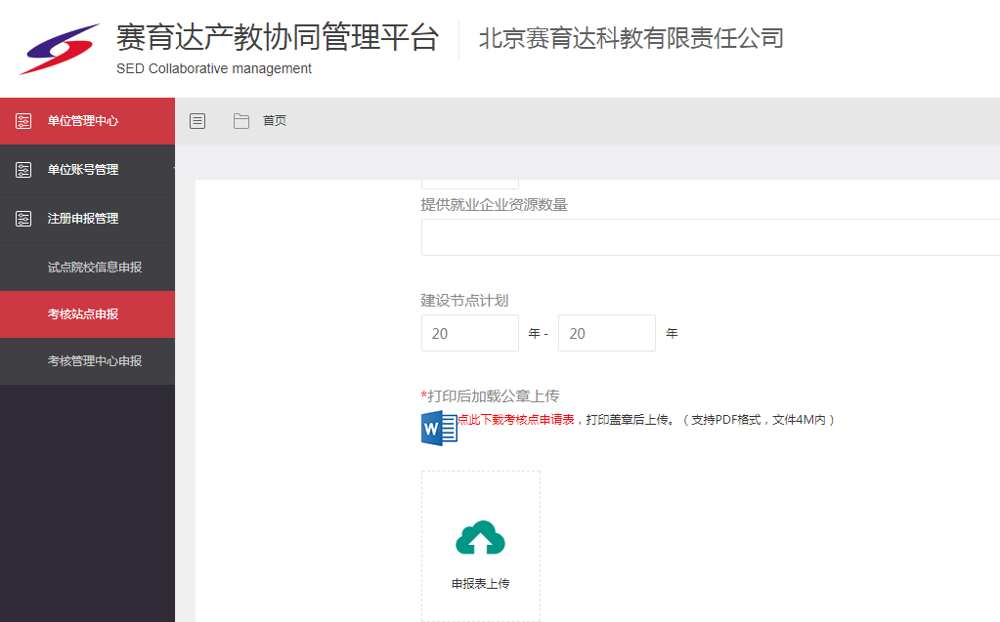 赛育达产教协同管理平台
北京赛育达科教有限责任公司
SED Collaborative management
单位管理中心
首页
单位账号管理
注册申报管理
试点院校信息申报
考核站点申报
考核管理中心申报
提供就业企业资源数量
建设节点计划
20 年 - 20 年
*打印后加载公章上传
W 点此下载考核点申请表，打印盖章后上传。（支持PDF格式，文件4M内）
申报表上传